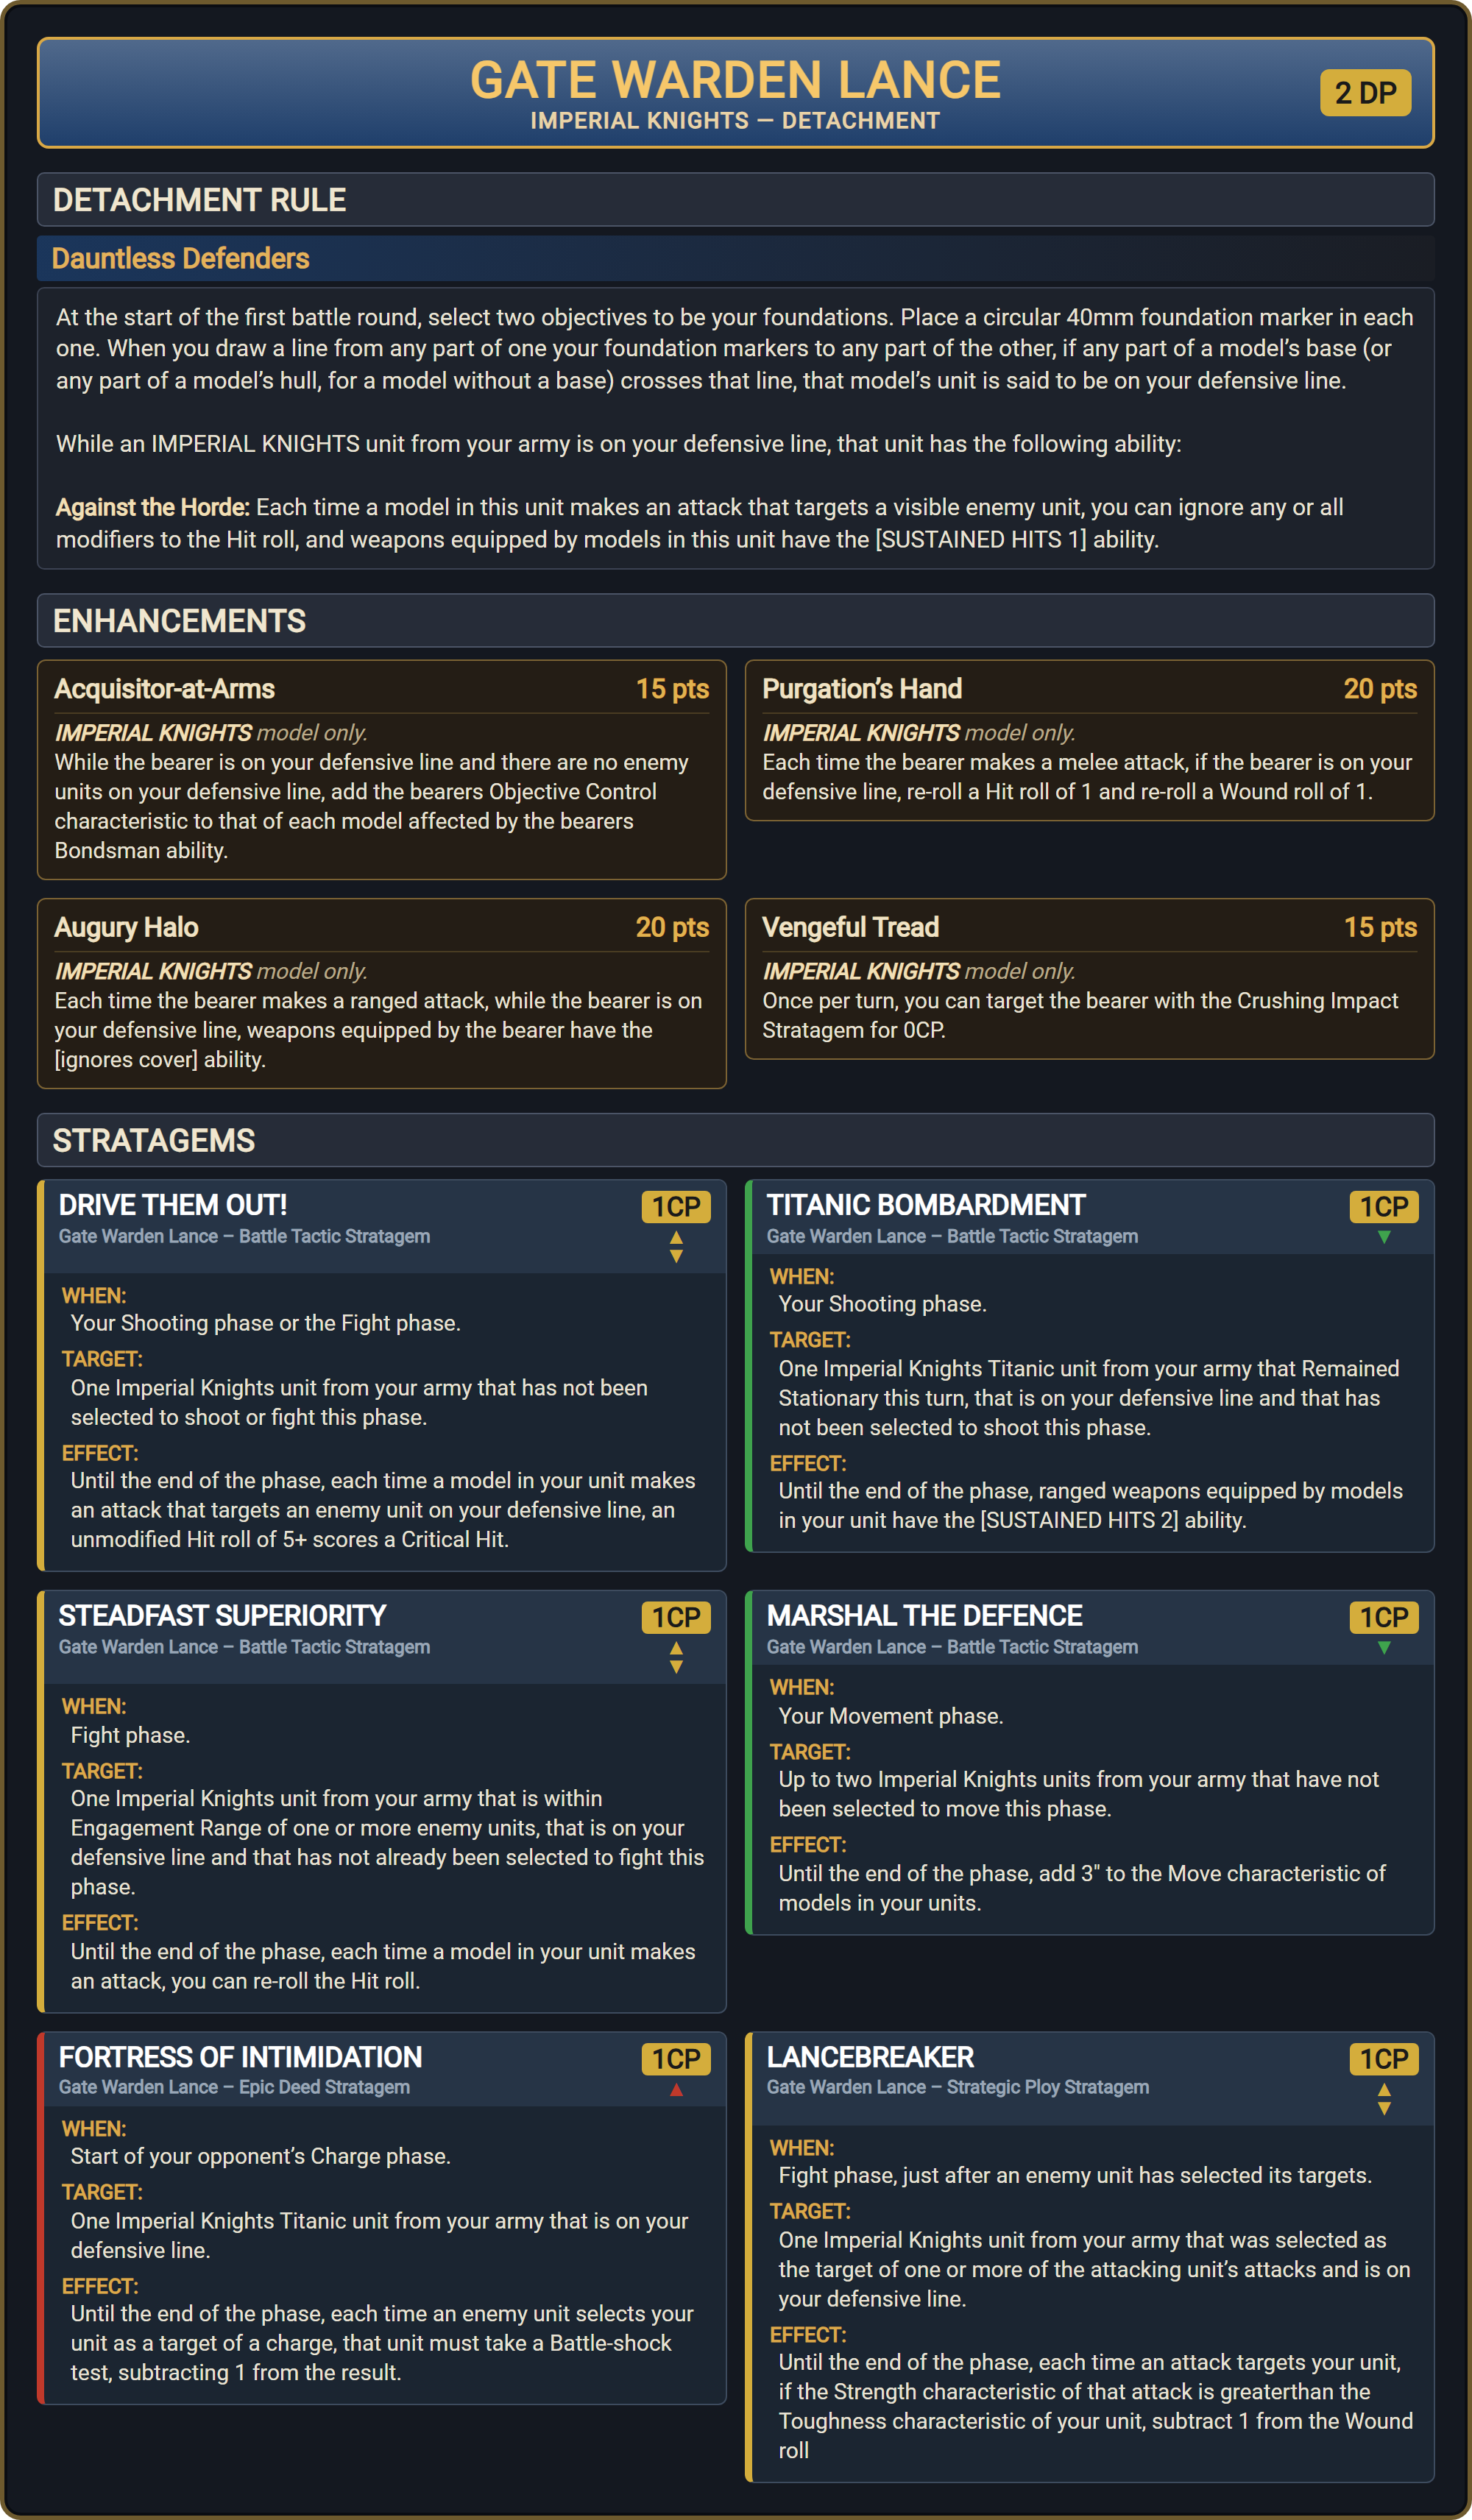 GATE WARDEN LANCE
IMPERIAL KNIGHTS — DETACHMENT
2 DP
DETACHMENT RULE
Dauntless Defenders
At the start of the first battle round, select two objectives to be your foundations. Place a circular 40mm foundation marker in each
one. When you draw a line from any part of one your foundation markers to any part of the other, if any part of a model’s base (or
any part of a model’s hull, for a model without a base) crosses that line, that model’s unit is said to be on your defensive line.
While an IMPERIAL KNIGHTS unit from your army is on your defensive line, that unit has the following ability:
Against the Horde: Each time a model in this unit makes an attack that targets a visible enemy unit, you can ignore any or all
modifiers to the Hit roll, and weapons equipped by models in this unit have the [SUSTAINED HITS 1] ability.
ENHANCEMENTS
Acquisitor-at-Arms 15 pts
IMPERIAL KNIGHTS model only.
While the bearer is on your defensive line and there are no enemy
units on your defensive line, add the bearers Objective Control
characteristic to that of each model affected by the bearers
Bondsman ability.
Purgation’s Hand 20 pts
IMPERIAL KNIGHTS model only.
Each time the bearer makes a melee attack, if the bearer is on your
defensive line, re-roll a Hit roll of 1 and re-roll a Wound roll of 1.
Augury Halo 20 pts
IMPERIAL KNIGHTS model only.
Each time the bearer makes a ranged attack, while the bearer is on
your defensive line, weapons equipped by the bearer have the
[ignores cover] ability.
Vengeful Tread 15 pts
IMPERIAL KNIGHTS model only.
Once per turn, you can target the bearer with the Crushing Impact
Stratagem for 0CP.
STRATAGEMS
DRIVE THEM OUT! 1CP
Gate Warden Lance – Battle Tactic Stratagem
WHEN:
Your Shooting phase or the Fight phase.
TARGET:
One Imperial Knights unit from your army that has not been
selected to shoot or fight this phase.
EFFECT:
Until the end of the phase, each time a model in your unit makes
an attack that targets an enemy unit on your defensive line, an
unmodified Hit roll of 5+ scores a Critical Hit.
TITANIC BOMBARDMENT 1CP
Gate Warden Lance – Battle Tactic Stratagem
WHEN:
Your Shooting phase.
TARGET:
One Imperial Knights Titanic unit from your army that Remained
Stationary this turn, that is on your defensive line and that has
not been selected to shoot this phase.
EFFECT:
Until the end of the phase, ranged weapons equipped by models
in your unit have the [SUSTAINED HITS 2] ability.
STEADFAST SUPERIORITY 1CP
Gate Warden Lance – Battle Tactic Stratagem
WHEN:
Fight phase.
TARGET:
One Imperial Knights unit from your army that is within
Engagement Range of one or more enemy units, that is on your
defensive line and that has not already been selected to fight this
phase.
EFFECT:
Until the end of the phase, each time a model in your unit makes
an attack, you can re-roll the Hit roll.
MARSHAL THE DEFENCE 1CP
Gate Warden Lance – Battle Tactic Stratagem
WHEN:
Your Movement phase.
TARGET:
Up to two Imperial Knights units from your army that have not
been selected to move this phase.
EFFECT:
Until the end of the phase, add 3" to the Move characteristic of
models in your units.
FORTRESS OF INTIMIDATION 1CP
Gate Warden Lance – Epic Deed Stratagem
WHEN:
Start of your opponent’s Charge phase.
TARGET:
One Imperial Knights Titanic unit from your army that is on your
defensive line.
EFFECT:
Until the end of the phase, each time an enemy unit selects your
unit as a target of a charge, that unit must take a Battle-shock
test, subtracting 1 from the result.
LANCEBREAKER 1CP
Gate Warden Lance – Strategic Ploy Stratagem
WHEN:
Fight phase, just after an enemy unit has selected its targets.
TARGET:
One Imperial Knights unit from your army that was selected as
the target of one or more of the attacking unit’s attacks and is on
your defensive line.
EFFECT:
Until the end of the phase, each time an attack targets your unit,
if the Strength characteristic of that attack is greaterthan the
Toughness characteristic of your unit, subtract 1 from the Wound
roll